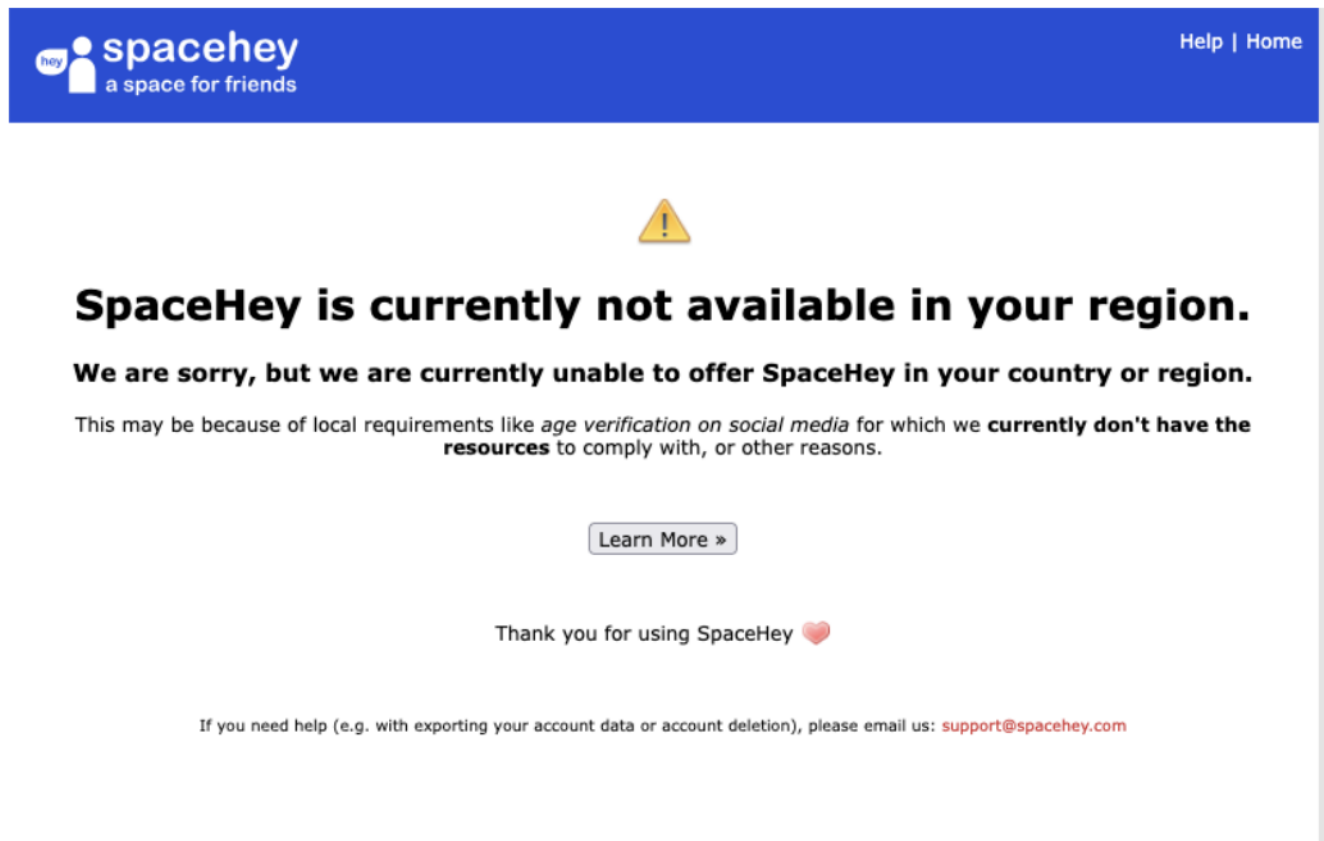 hey
spacehey
a space for friends
Help | Home
SpaceHey is currently not available in your region.
We are sorry, but we are currently unable to offer SpaceHey in your country or region.
This may be because of local requirements like age verification on social media for which we currently don't have the
resources to comply with, or other reasons.
Learn More »
Thank you for using SpaceHey
If you need help (e.g. with exporting your account data or account deletion), please email us: support@spacehey.com